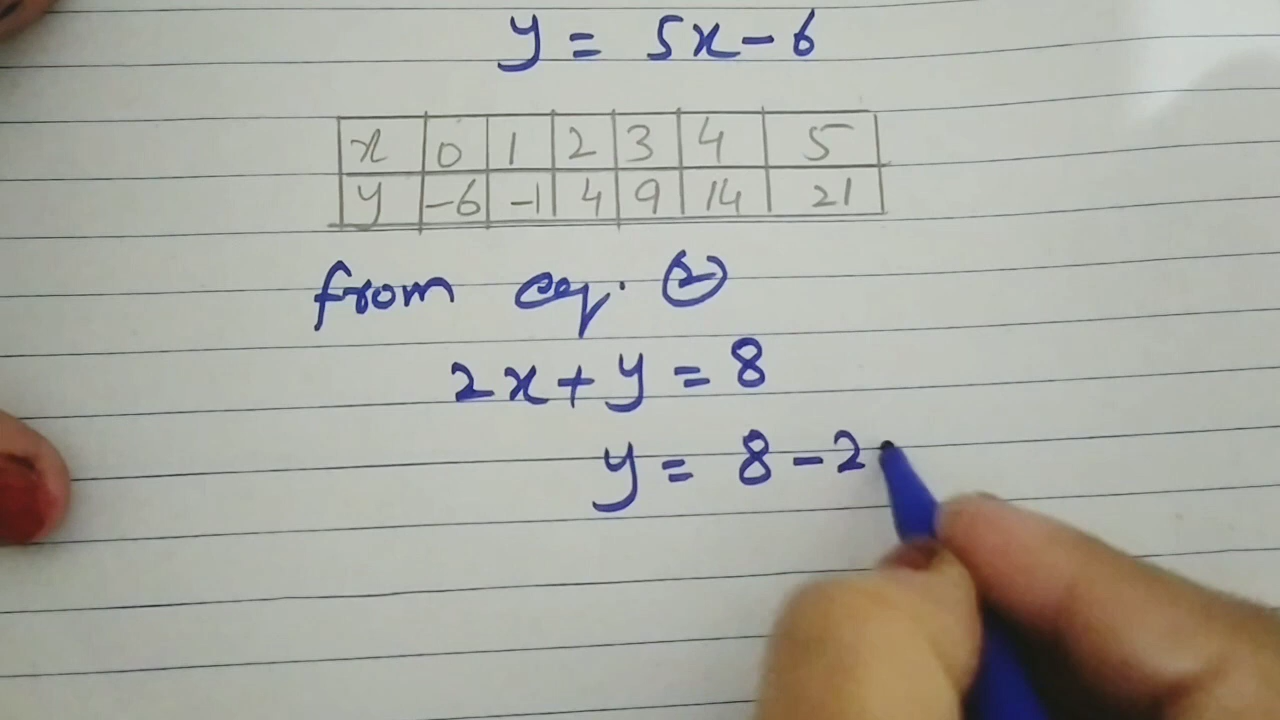 y = 5x - 6
x 0 1 2 3 4 5
y -6 -1 4 9 14 21
from eq. ②
2x + y = 8
y = 8 - 2